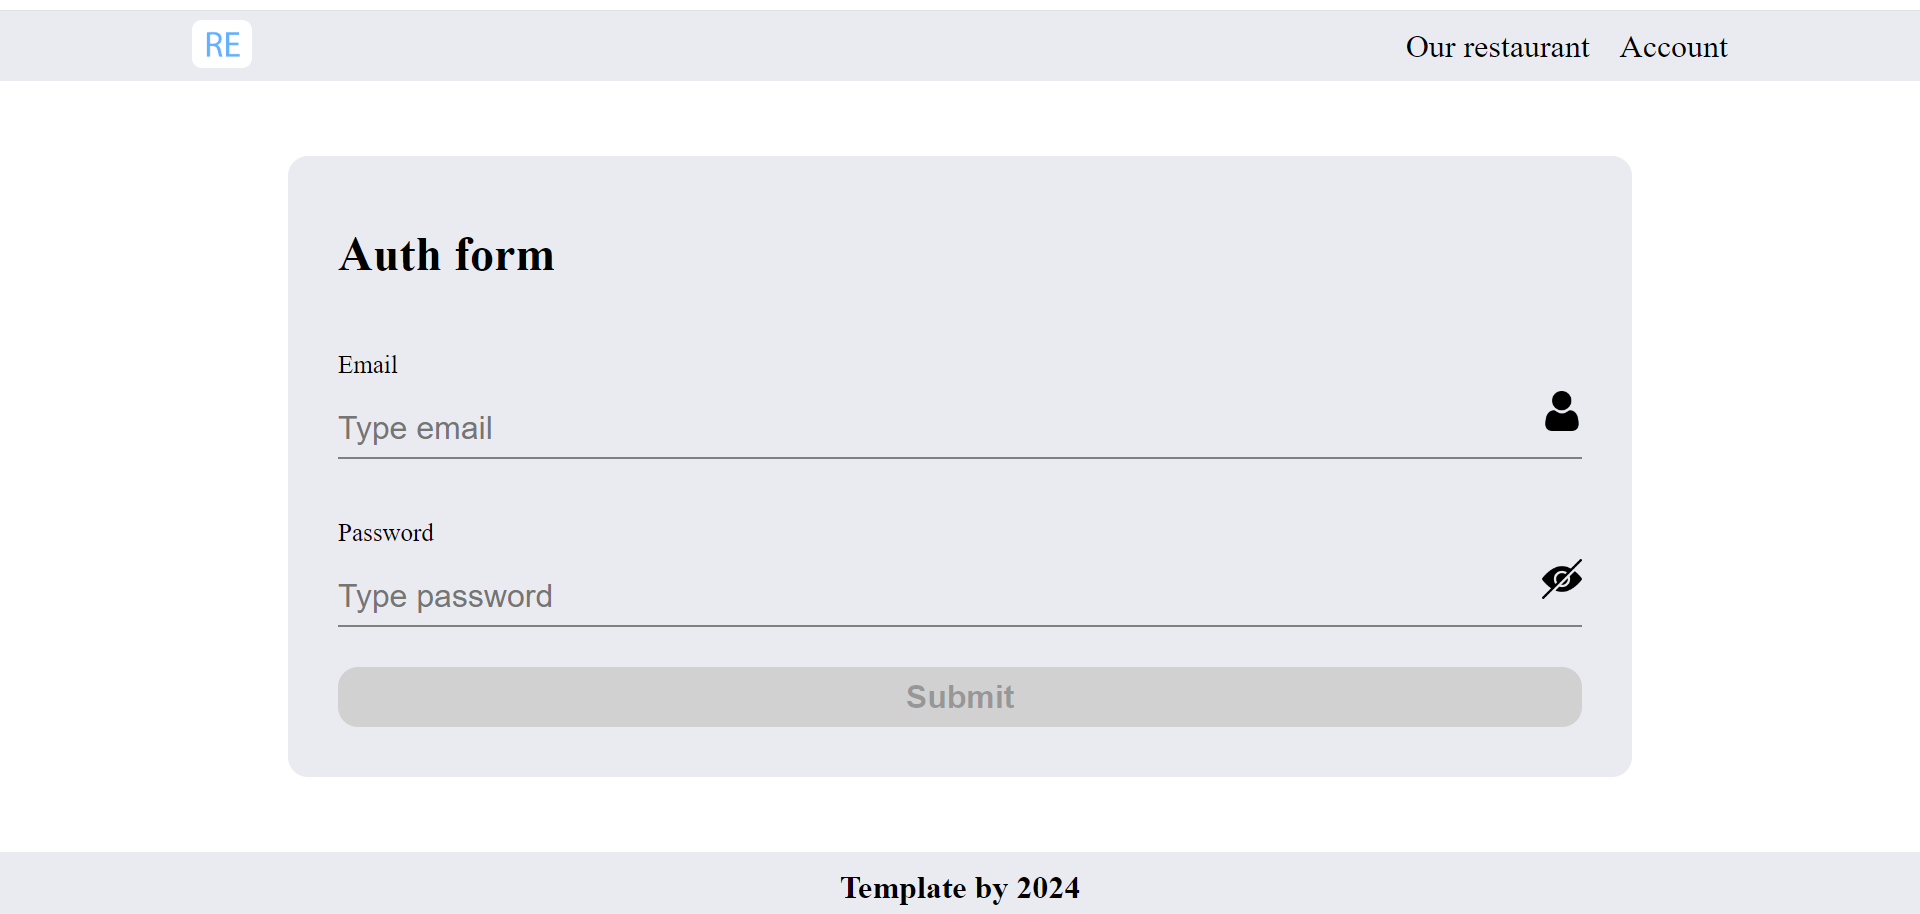 RE
Our restaurant Account
Auth form
Email
Type email
Password
Type password
Submit
Template by 2024